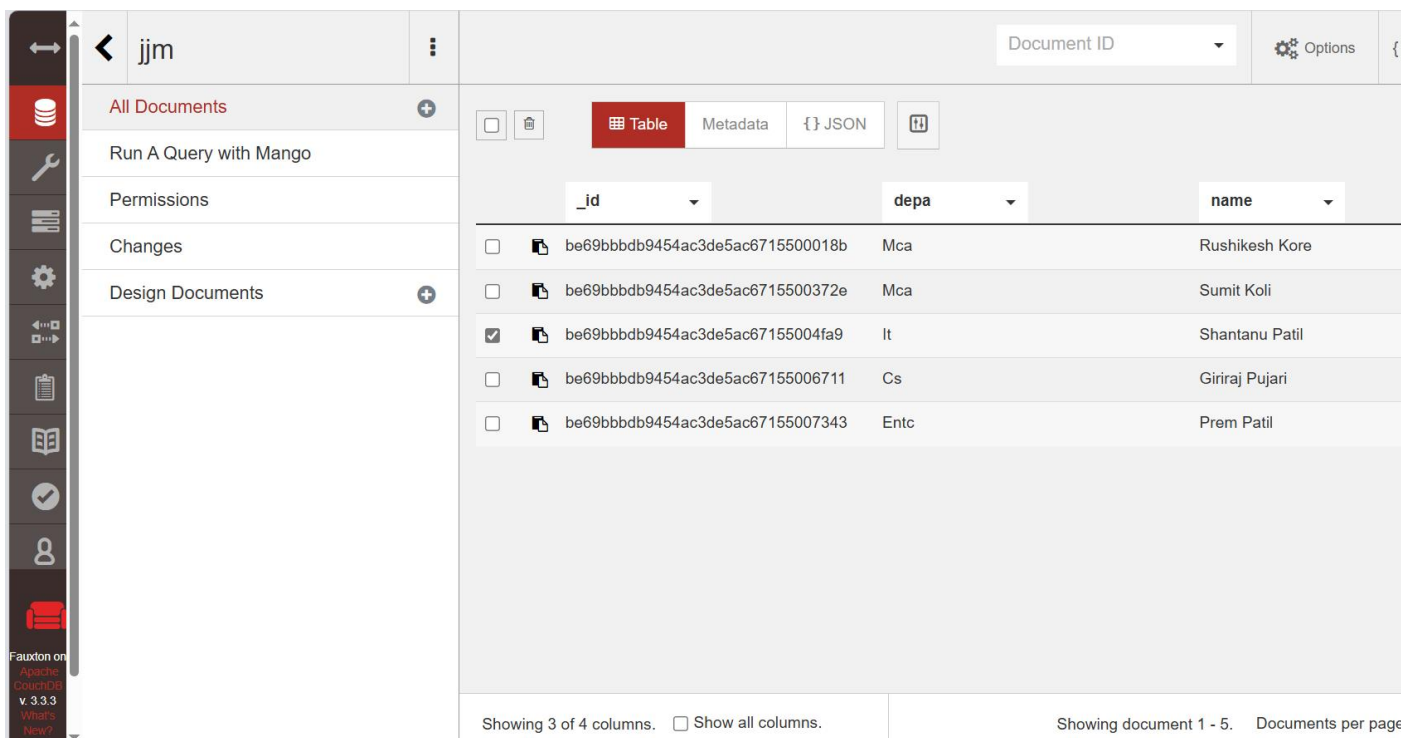 jjm
Document ID
Options
{
All Documents
Run A Query with Mango
Permissions
Changes
Design Documents
Table
Metadata
{} JSON
_id depa name
be69bbbdb9454ac3de5ac6715500018b Mca Rushikesh Kore
be69bbbdb9454ac3de5ac6715500372e Mca Sumit Koli
be69bbbdb9454ac3de5ac67155004fa9 It Shantanu Patil
be69bbbdb9454ac3de5ac67155006711 Cs Giriraj Pujari
be69bbbdb9454ac3de5ac67155007343 Entc Prem Patil
Fauxton on
Apache
CouchDB
v. 3.3.3
What's
New?
Showing 3 of 4 columns. Show all columns.
Showing document 1 - 5. Documents per page